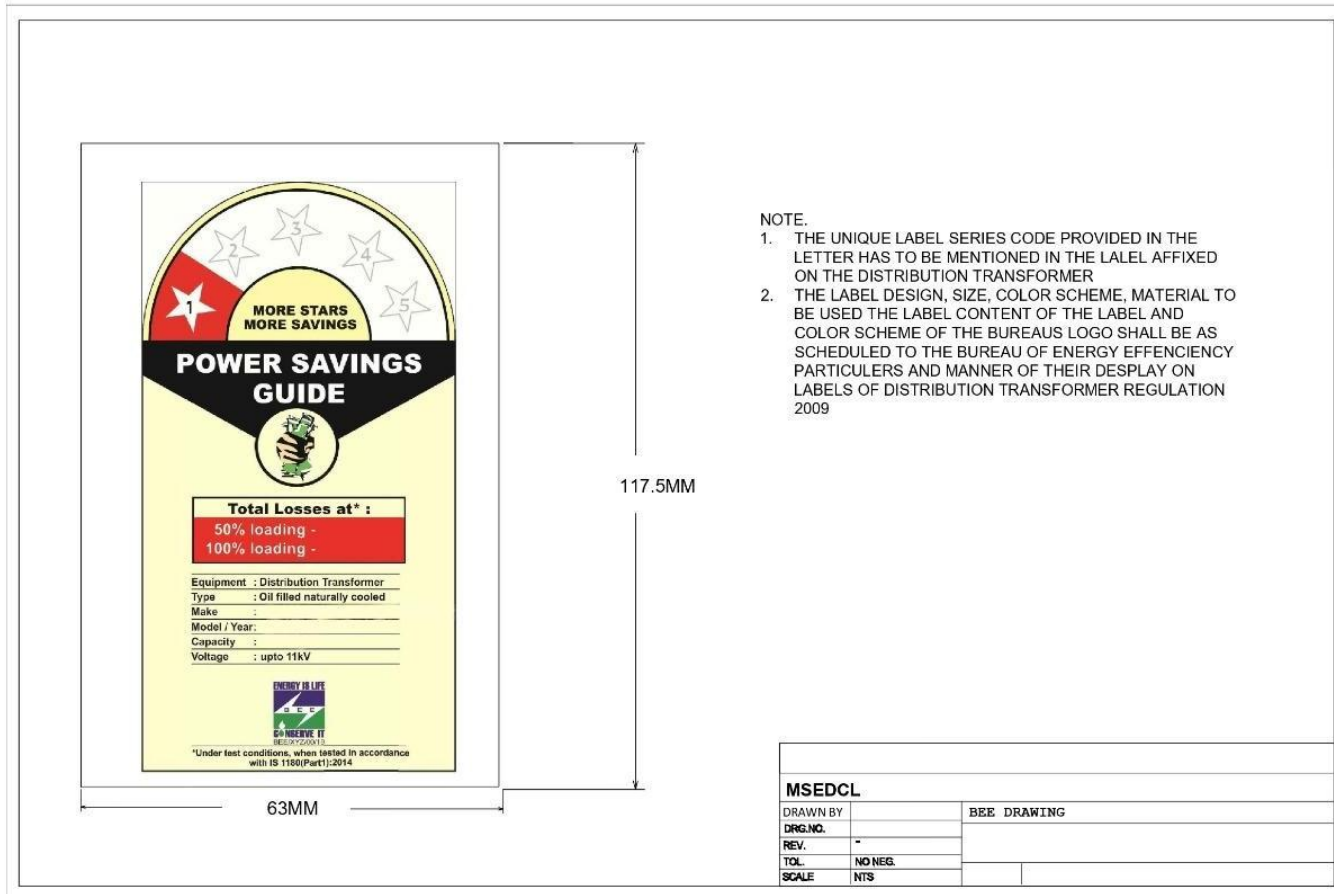 1
2
3
4
5
MORE STARS
MORE SAVINGS
POWER SAVINGS
GUIDE
Total Losses at* :
50% loading -
100% loading -
Equipment : Distribution Transformer
Type : Oil filled naturally cooled
Make :
Model / Year:
Capacity :
Voltage : upto 11kV
ENERGY IS LIFE
BEE
CONSERVE IT
BEE/XYZ/00/13
*Under test conditions, when tested in accordance
with IS 1180(Part1):2014
117.5MM
63MM
NOTE.
1. THE UNIQUE LABEL SERIES CODE PROVIDED IN THE
LETTER HAS TO BE MENTIONED IN THE LALEL AFFIXED
ON THE DISTRIBUTION TRANSFORMER
2. THE LABEL DESIGN, SIZE, COLOR SCHEME, MATERIAL TO
BE USED THE LABEL CONTENT OF THE LABEL AND
COLOR SCHEME OF THE BUREAUS LOGO SHALL BE AS
SCHEDULED TO THE BUREAU OF ENERGY EFFENCIENCY
PARTICULERS AND MANNER OF THEIR DESPLAY ON
LABELS OF DISTRIBUTION TRANSFORMER REGULATION
2009
MSEDCL
DRAWN BY BEE DRAWING
DRG.NO.
REV. -
TOL. NO NEG.
SCALE NTS